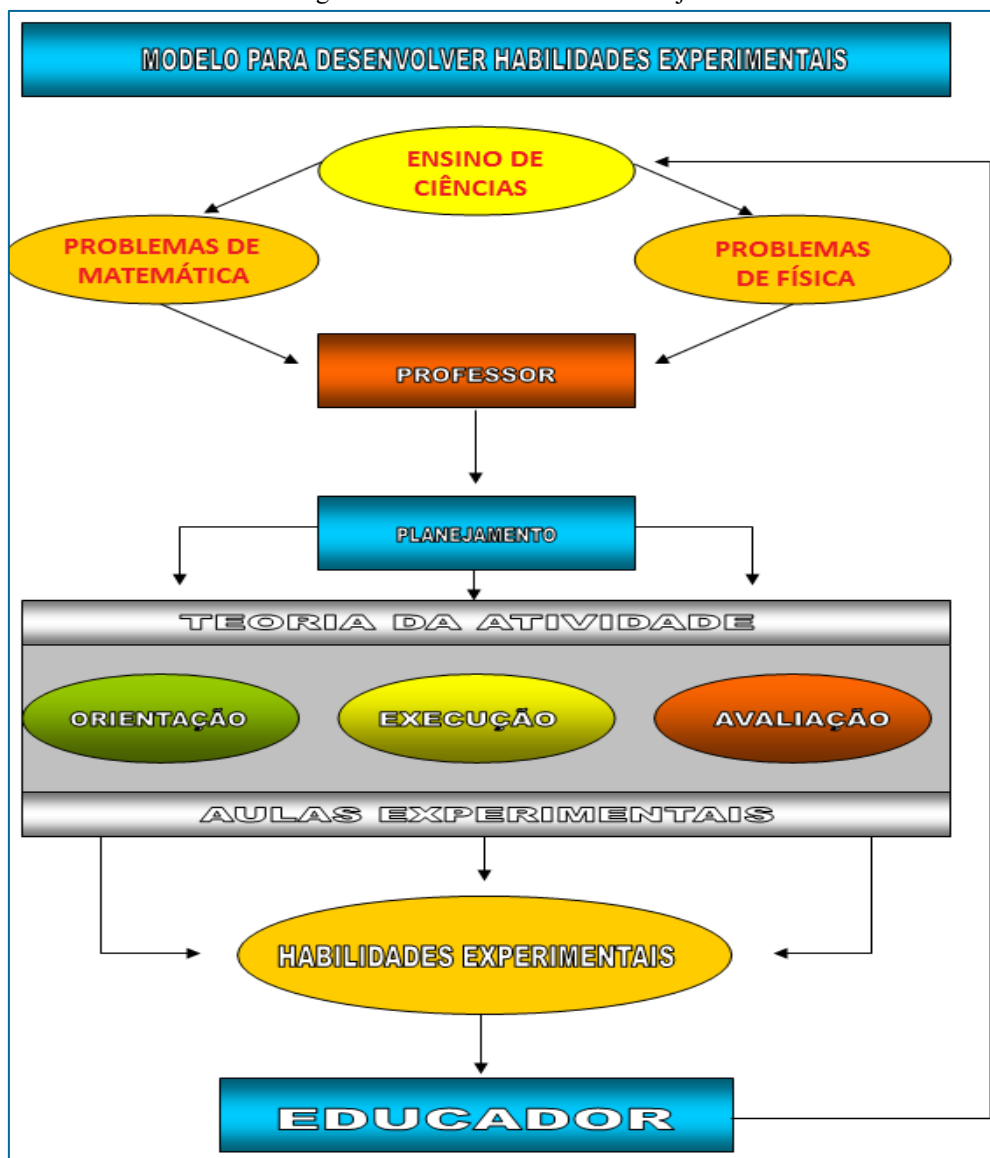 MODELO PARA DESENVOLVER HABILIDADES EXPERIMENTAIS
ENSINO DE
CIÊNCIAS
PROBLEMAS DE
MATEMÁTICA
PROBLEMAS
DE FÍSICA
PROFESSOR
PLANEJAMENTO
TEORIA DA ATIVIDADE
ORIENTAÇÃO
EXECUÇÃO
AVALIAÇÃO
AULAS EXPERIMENTAIS
HABILIDADES EXPERIMENTAIS
EDUCADOR